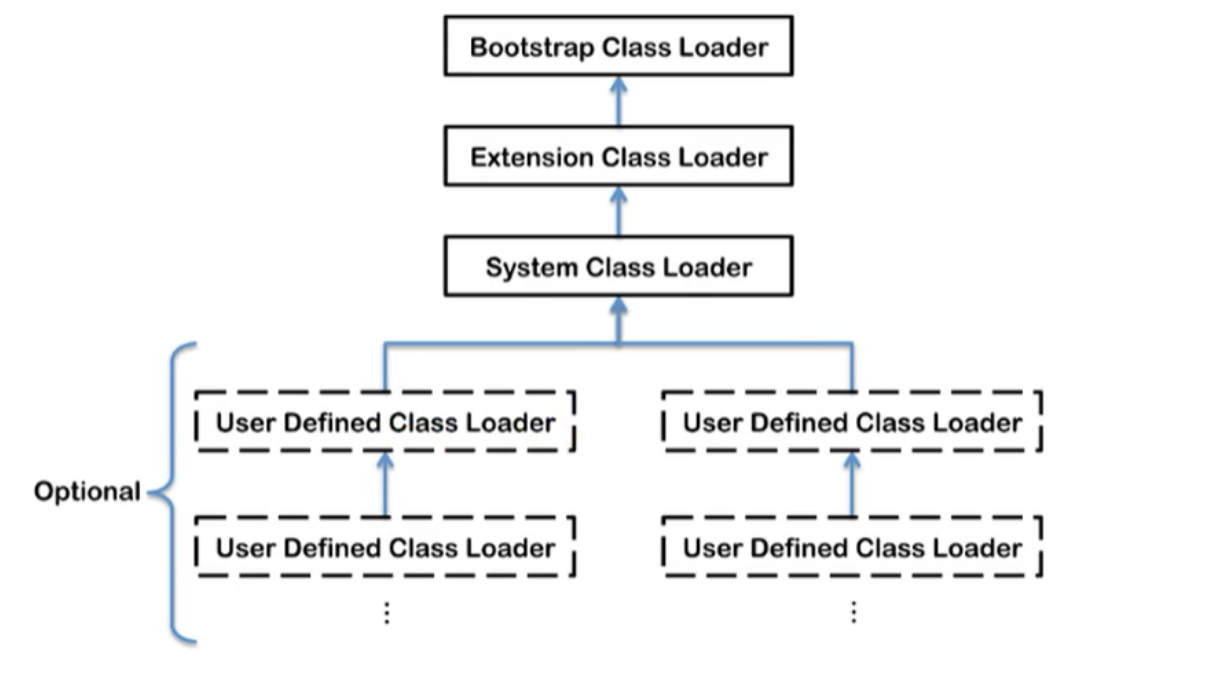 Bootstrap Class Loader
Extension Class Loader
System Class Loader
User Defined Class Loader
User Defined Class Loader
Optional
User Defined Class Loader
User Defined Class Loader